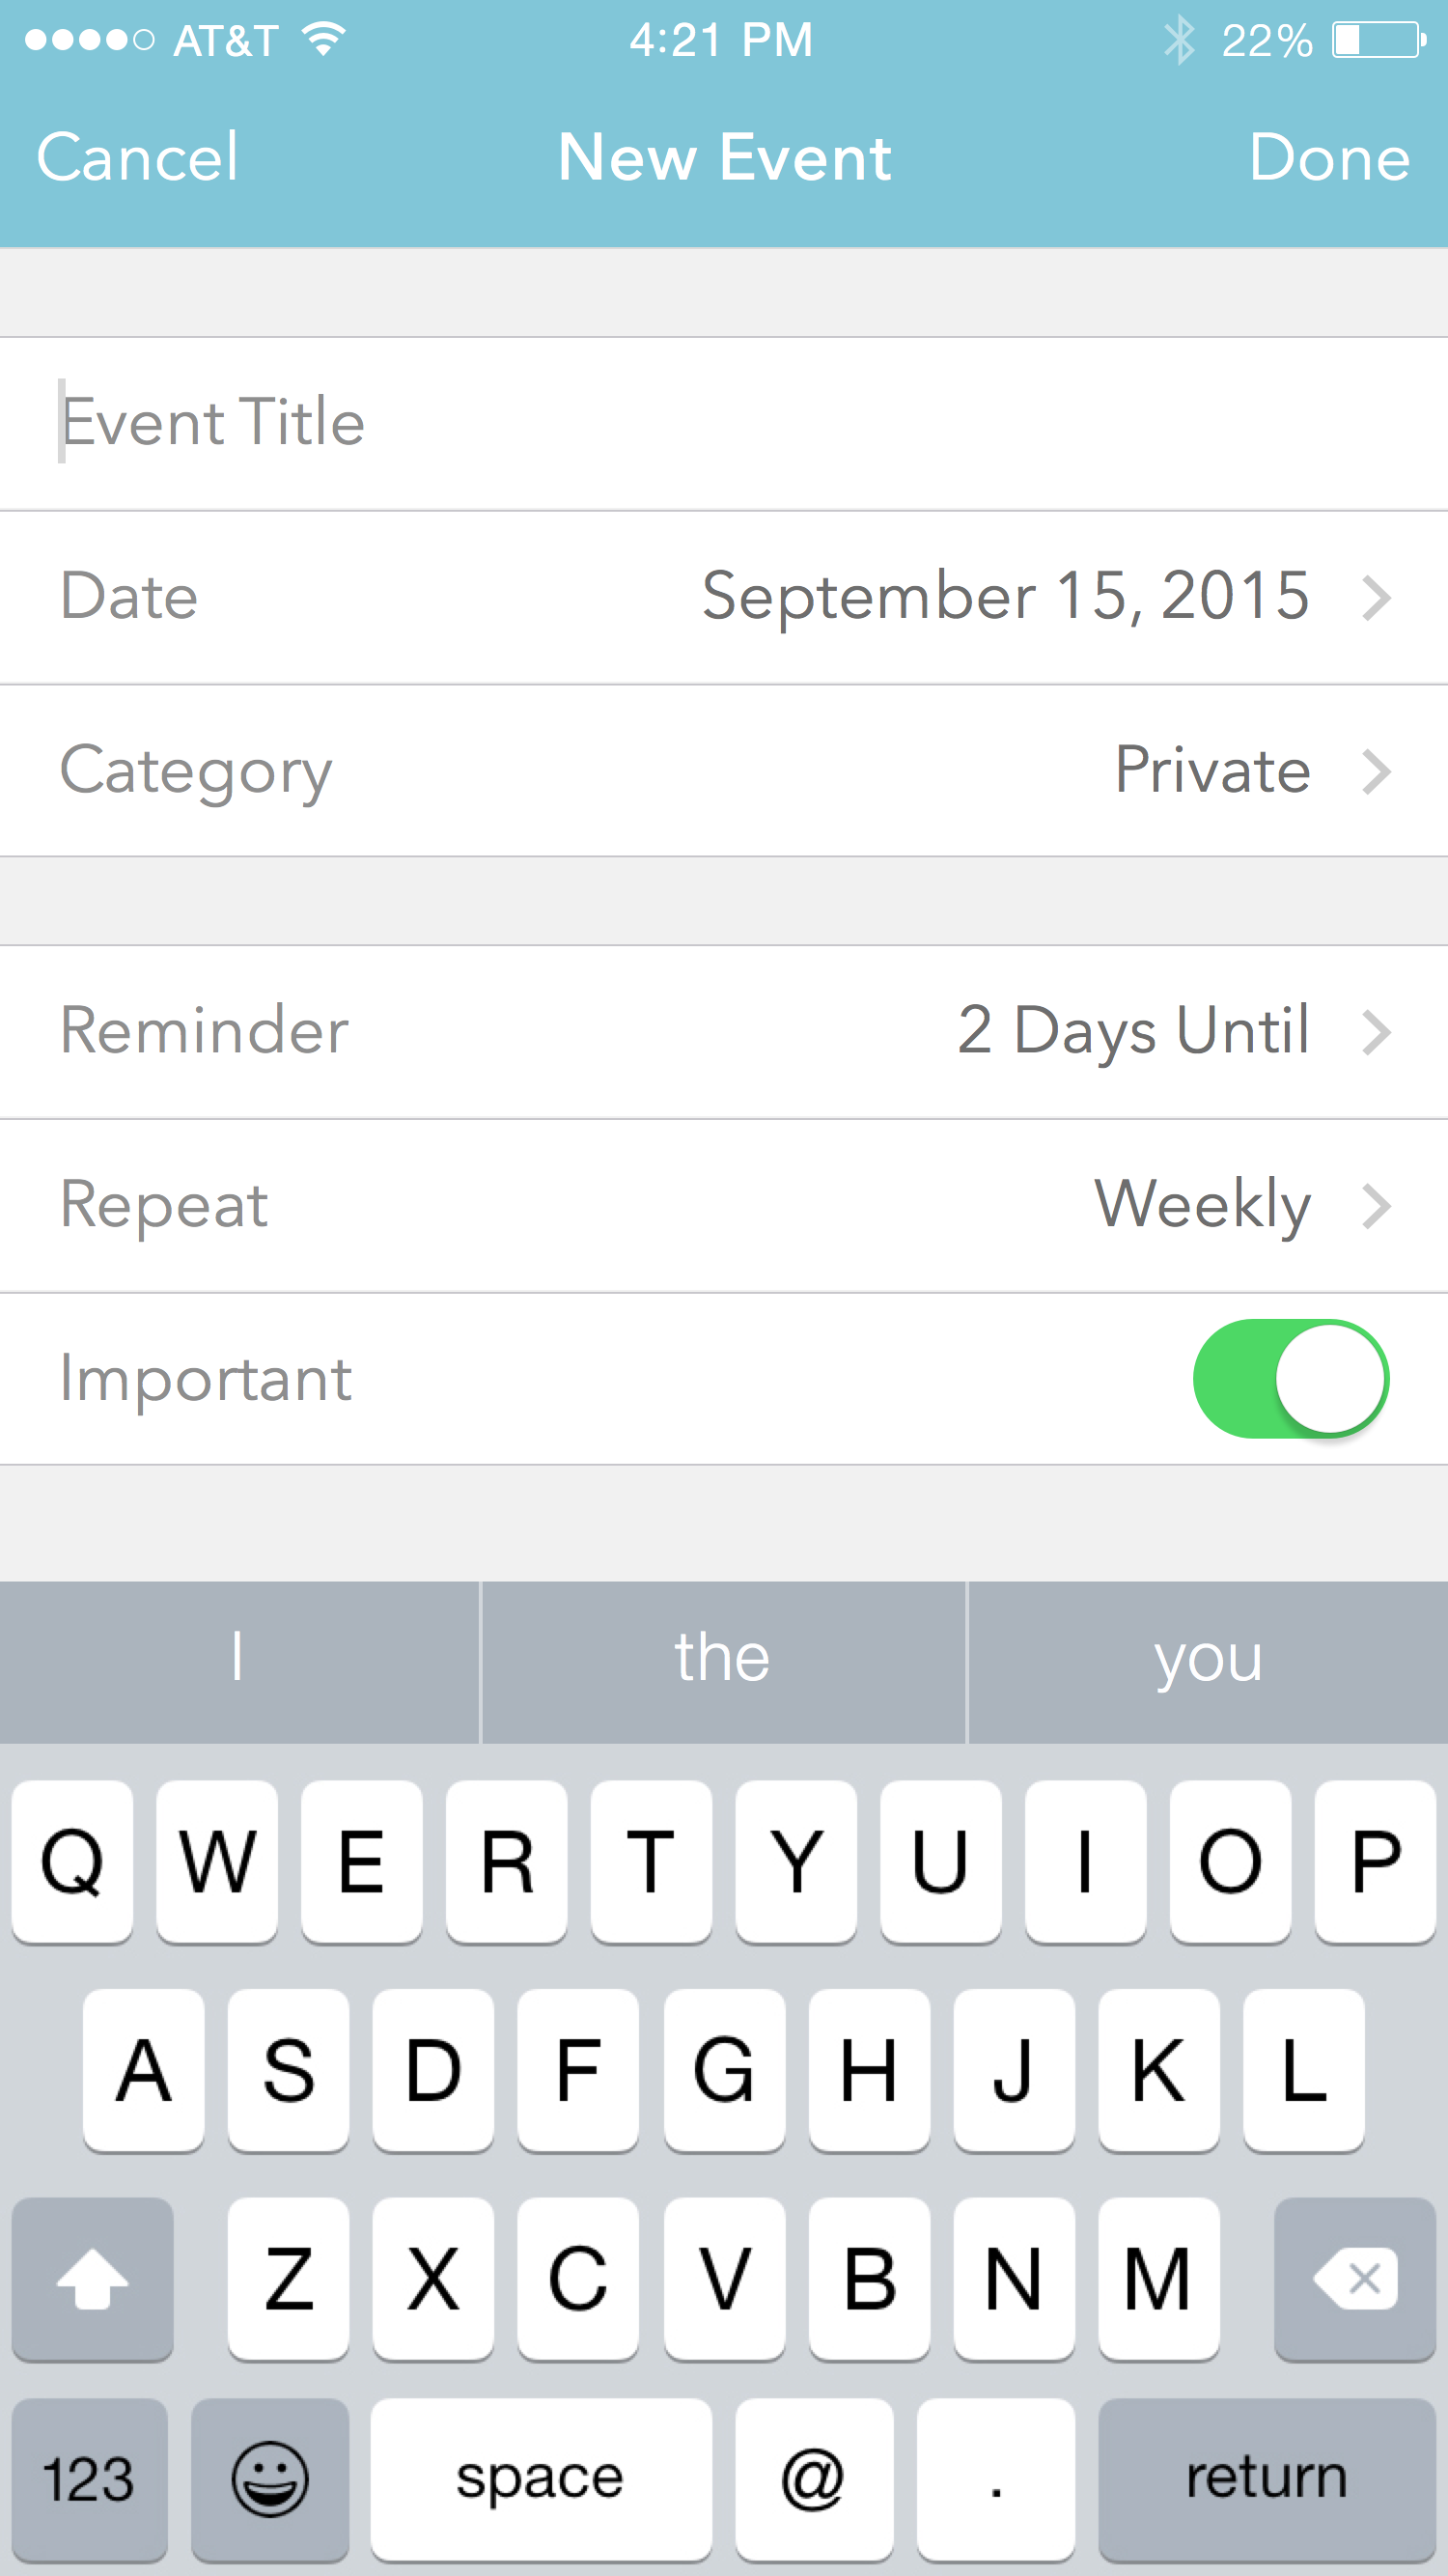 AT&T 4:21 PM 22%
Cancel New Event Done
Event Title
Date September 15, 2015
Category Private
Reminder 2 Days Until
Repeat Weekly
Important
I the you
Q W E R T Y U I O P
A S D F G H J K L
Z X C V B N M
123 space @ . return